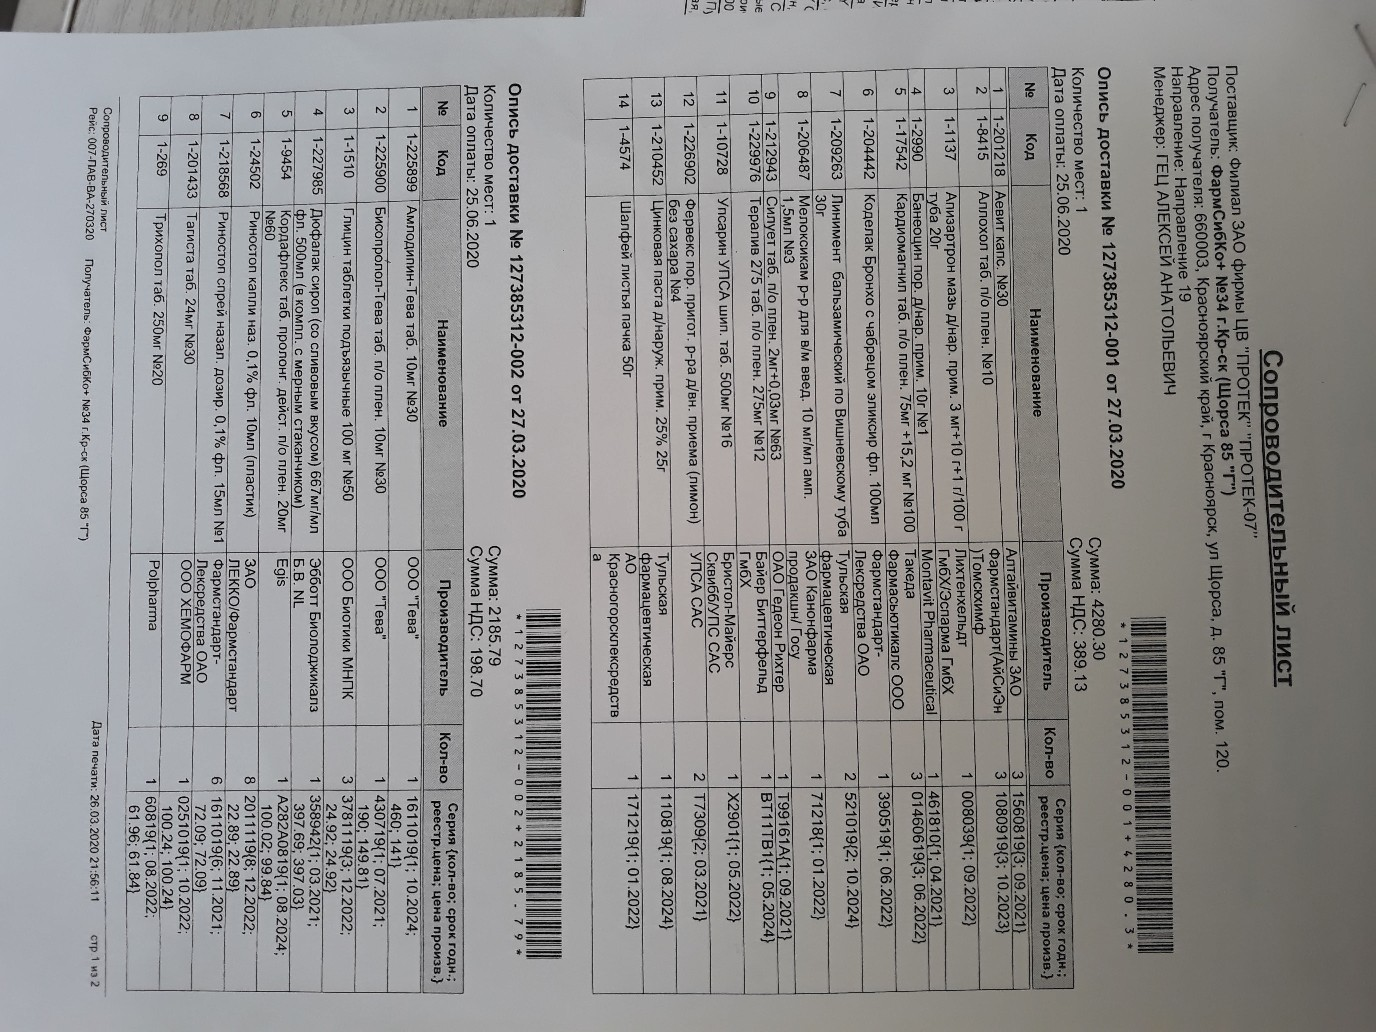 Сопроводительный лист
Поставщик: Филиал ЗАО фирмы ЦВ "ПРОТЕК" "ПРОТЕК-07"
Получатель: ФармСибКо+ №34 г.Кр-ск (Щорса 85 "Г")
Адрес получателя: 660003, Красноярский край, г Красноярск, ул Щорса, д. 85 "Г", пом. 120.
Направление: Направление 19
Менеджер: ГЕЦ АЛЕКСЕЙ АНАТОЛЬЕВИЧ
*127385312-001+4280.3*
Опись доставки № 127385312-001 от 27.03.2020
Количество мест: 1 Сумма: 4280.30
Дата оплаты: 25.06.2020 Сумма НДС: 389.13
№ Код Наименование Производитель Кол-во Серия {кол-во; срок годн.; реестр.цена; цена произв.}
1 1-201218 Аевит капс. №30 Алтайвитамины ЗАО 3 1560819{3; 09.2021}
2 1-8415 Аллохол таб. п/о плен. №10 Фармстандарт(АйСиЭн
)Томскхимф 3 1080919{3; 10.2023}
3 1-1137 Апизартрон мазь д/нар. прим. 3 мг+10 г+1 г/100 г
туба 20г Лихтенхельдт
ГмбХ/Эспарма ГмбХ 1 008039{1; 09.2022}
4 1-2990 Банеоцин пор. д/нар. прим. 10г №1 Montavit Pharmaceutical 1 461810{1; 04.2021}
5 1-17542 Кардиомагнил таб. п/о плен. 75мг +15,2 мг №100 Такеда
Фармасьютикалс ООО 3 01460619{3; 06.2022}
6 1-204442 Коделак Бронхо с чабрецом эликсир фл. 100мл Фармстандарт-
Лексредства ОАО 1 390519{1; 06.2022}
7 1-209263 Линимент бальзамический по Вишневскому туба
30г Тульская
фармацевтическая 2 521019{2; 10.2024}
8 1-206487 Мелоксикам р-р для в/м введ. 10 мг/мл амп.
1,5мл №3 ЗАО Канонфарма
продакшн/ Госу 1 71218{1; 01.2022}
9 1-212943 Силует таб. п/о плен. 2мг+0,03мг №63 ОАО Гедеон Рихтер 1 T99161A{1; 09.2021}
10 1-229976 Тералив 275 таб. п/о плен. 275мг №12 Байер Биттерфельд
ГмбХ 1 BT11TB1{1; 05.2024}
11 1-10728 Упсарин УПСА шип. таб. 500мг №16 Бристол-Майерс
Сквибб/УПС САС 1 X2901{1; 05.2022}
12 1-226902 Фервекс пор. пригот. р-ра д/вн. приема (лимон)
без сахара №4 УПСА САС 2 T7309{2; 03.2021}
13 1-210452 Цинковая паста д/наруж. прим. 25% 25г Тульская
фармацевтическая 1 110819{1; 08.2024}
14 1-4574 Шалфей листья пачка 50г АО
Красногорсклексредств
а 1 171219{1; 01.2022}
*127385312-002+2185.79*
Опись доставки № 127385312-002 от 27.03.2020
Количество мест: 1 Сумма: 2185.79
Дата оплаты: 25.06.2020 Сумма НДС: 198.70
№ Код Наименование Производитель Кол-во Серия {кол-во; срок годн.; реестр.цена; цена произв.}
1 1-225899 Амлодипин-Тева таб. 10мг №30 ООО "Тева" 1 1611019{1; 10.2024;
460; 141}
2 1-225900 Бисопролол-Тева таб. п/о плен. 10мг №30 ООО "Тева" 1 430719{1; 07.2021;
190; 149.81}
3 1-1510 Глицин таблетки подъязычные 100 мг №50 ООО Биотики МНПК 3 3781119{3; 12.2022;
24.92; 24.92}
4 1-227985 Дюфалак сироп (со сливовым вкусом) 667мг/мл
фл. 500мл (в компл. с мерным стаканчиком) Эбботт Биолоджикалз
Б.В. NL 1 358942{1; 03.2021;
397.69; 397.03}
5 1-9454 Кордафлекс таб. пролонг. дейст. п/о плен. 20мг
№60 Egis 1 A282A0819{1; 08.2024;
100.02; 99.84}
6 1-24502 Риностоп капли наз. 0,1% фл. 10мл (пластик) ЗАО
ЛЕККО/Фармстандарт 8 2011119{8; 12.2022;
22.89; 22.89}
7 1-218568 Риностоп спрей назал. дозир. 0,1% фл. 15мл №1 Фармстандарт-
Лексредства ОАО 6 1611019{6; 11.2021;
72.09; 72.09}
8 1-201433 Тагиста таб. 24мг №30 ООО ХЕМОФАРМ 1 0251019{1; 10.2022;
100.24; 100.24}
9 1-269 Трихопол таб. 250мг №20 Polpharma 1 60819{1; 08.2022;
61.96; 61.84}
Сопроводительный лист Дата печати: 26.03.2020 21:56:11 стр 1 из 2
Рейс: 007-ПАВ-ВА-270320 Получатель: ФармСибКо+ №34 г.Кр-ск (Щорса 85 "Г")